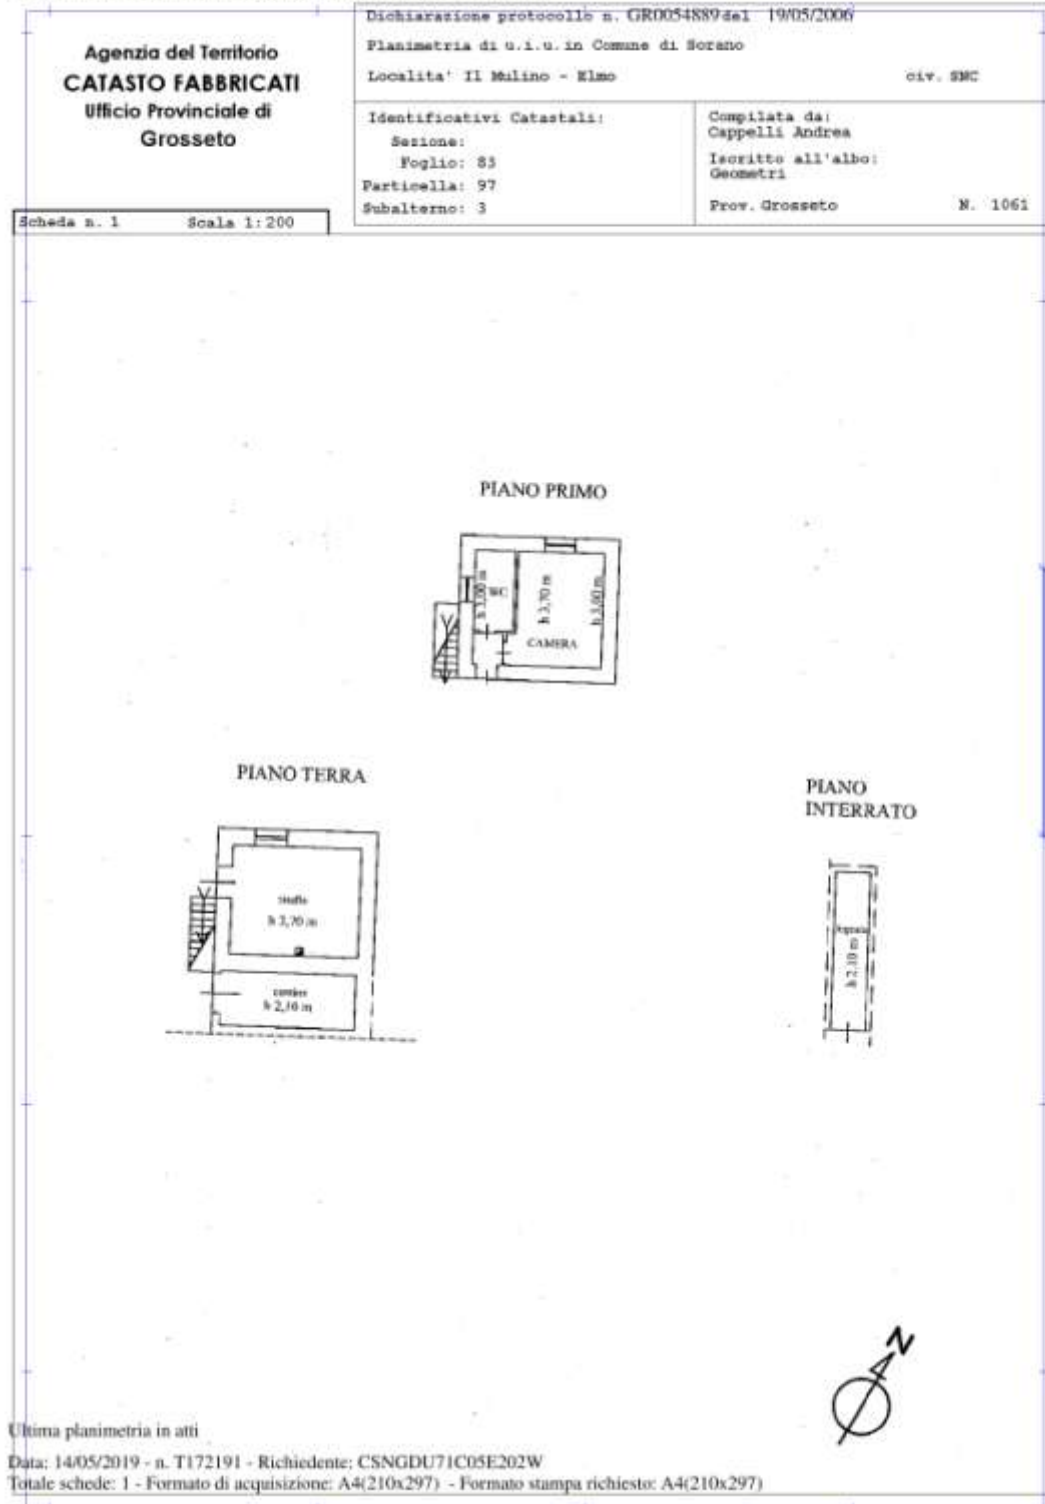 Agenzia del Territorio
CATASTO FABBRICATI
Ufficio Provinciale di
Grosseto
Scheda n. 1 Scala 1:200
Dichiarazione protocollo n. GR0054889 del 19/05/2006
Planimetria di u.i.u. in Comune di Sorano
Localita' Il Mulino - Elmo civ. SNC
Identificativi Catastali:
Sezione:
Foglio: 83
Particella: 97
Subalterno: 3
Compilata da:
Cappelli Andrea
Iscritto all'albo:
Geometri
Prov. Grosseto N. 1061
PIANO PRIMO
h 3,00 m
WC
h 3,70 m
h 3,00 m
CAMERA
PIANO TERRA
h 2,70 m
h 2,10 m
PIANO
INTERRATO
h 2,10 m
N
Ultima planimetria in atti
Data: 14/05/2019 - n. T172191 - Richiedente: CSNGDU71C05E202W
Totale schede: 1 - Formato di acquisizione: A4(210x297) - Formato stampa richiesto: A4(210x297)